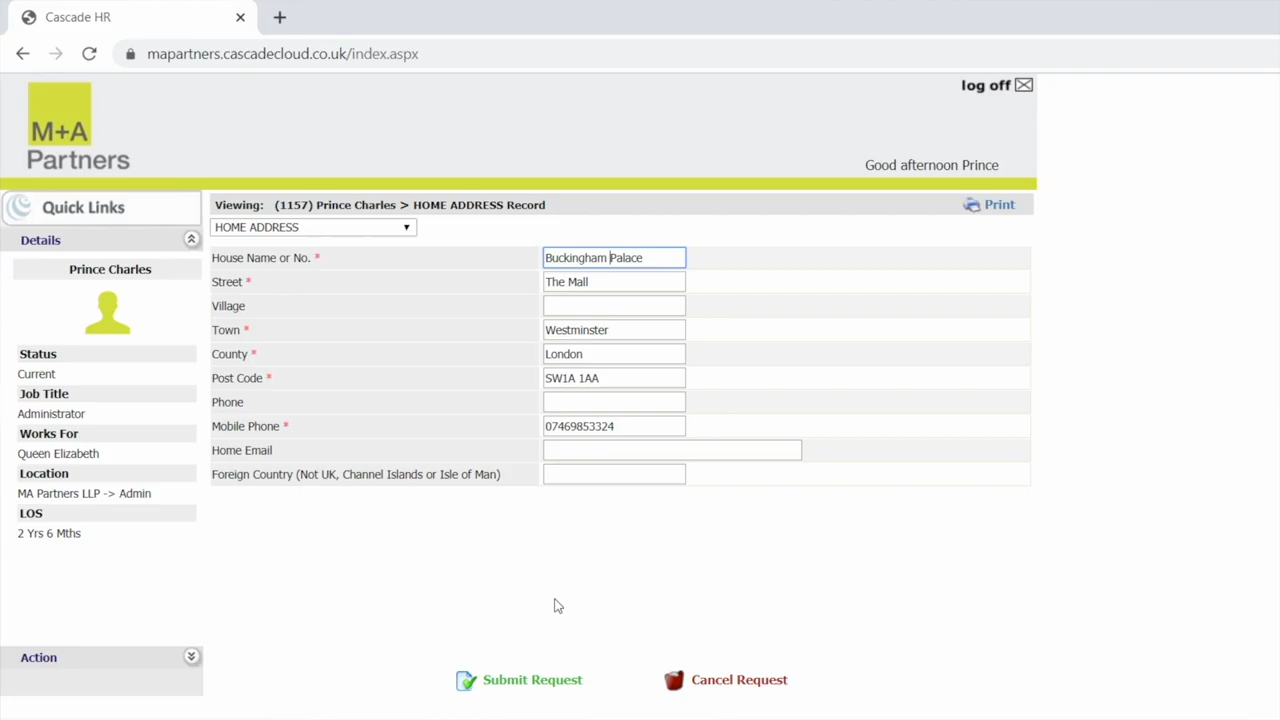 Cascade HR
mapartners.cascadecloud.co.uk/index.aspx
log off
M+A
Partners
Good afternoon Prince
Quick Links
Viewing: (1157) Prince Charles > HOME ADDRESS Record
Print
HOME ADDRESS
Details
Prince Charles
Status
Current
Job Title
Administrator
Works For
Queen Elizabeth
Location
MA Partners LLP -> Admin
LOS
2 Yrs 6 Mths
Action
House Name or No. * Buckingham Palace
Street * The Mall
Village
Town * Westminster
County * London
Post Code * SW1A 1AA
Phone
Mobile Phone * 07469853324
Home Email
Foreign Country (Not UK, Channel Islands or Isle of Man)
Submit Request
Cancel Request